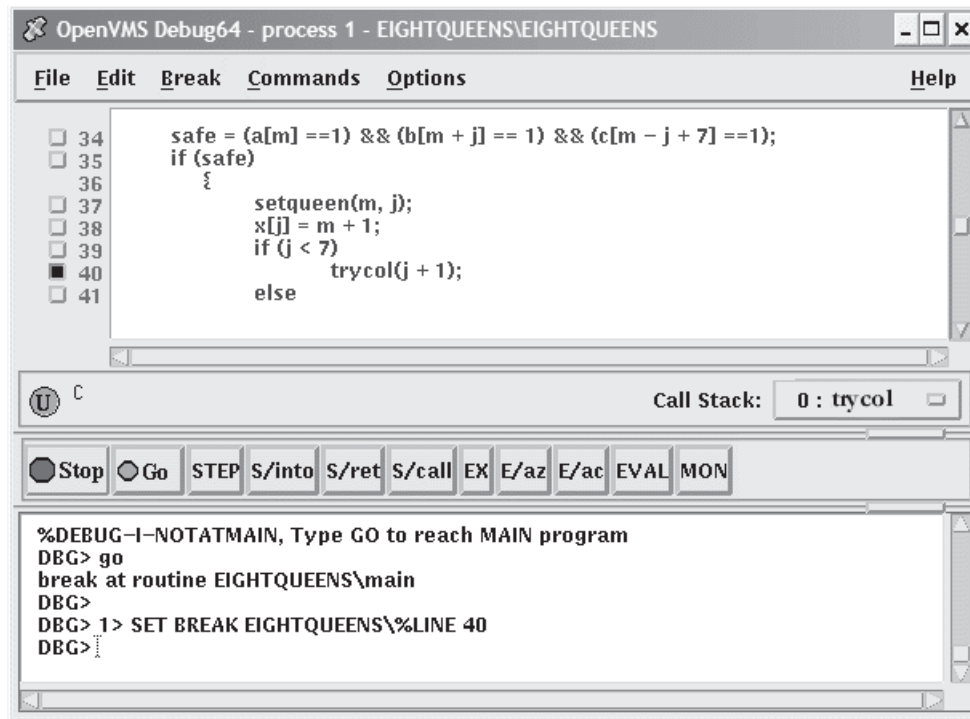 OpenVMS Debug64 - process 1 - EIGHTQUEENS\EIGHTQUEENS
File Edit Break Commands Options Help
34 safe = (a[m] ==1) && (b[m + j] == 1) && (c[m − j + 7] ==1);
35 if (safe)
36 {
37 setqueen(m, j);
38 x[j] = m + 1;
39 if (j < 7)
40 trycol(j + 1);
41 else
U C Call Stack: 0 : trycol
Stop Go STEP S/into S/ret S/call EX E/az E/ac EVAL MON
%DEBUG−I−NOTATMAIN, Type GO to reach MAIN program
DBG> go
break at routine EIGHTQUEENS\main
DBG>
DBG> 1> SET BREAK EIGHTQUEENS\%LINE 40
DBG>